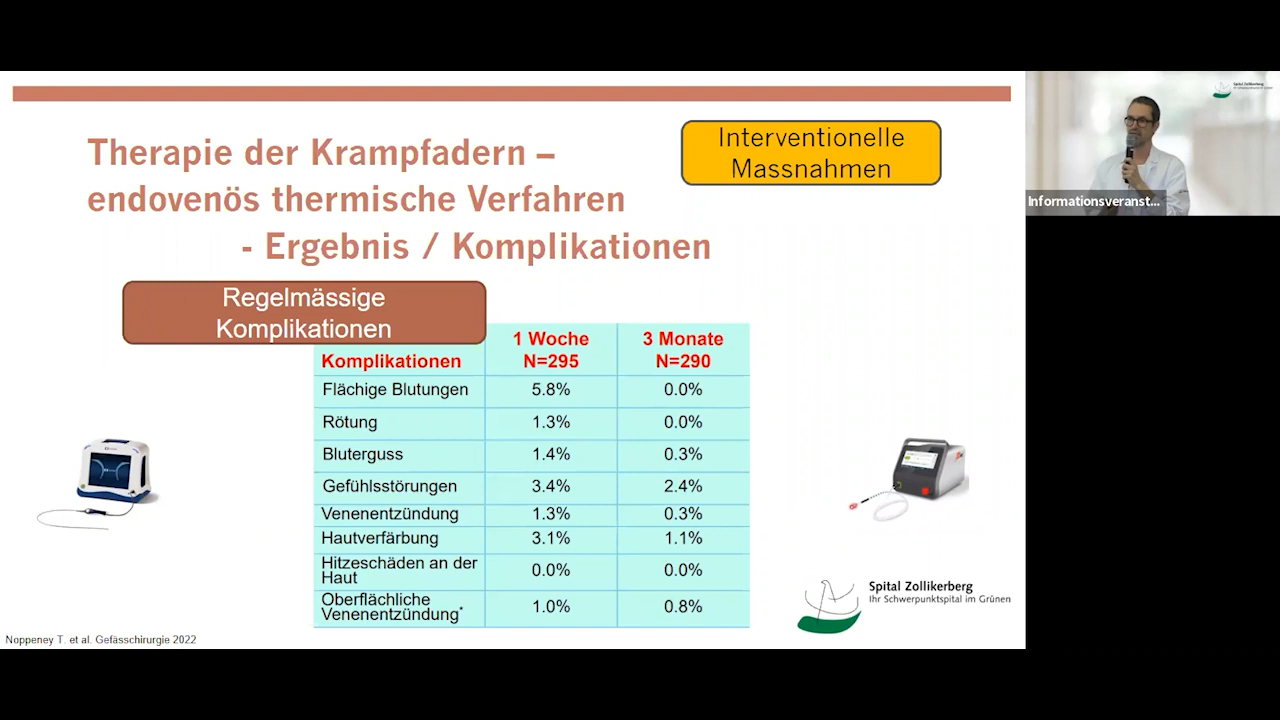 Therapie der Krampfadern –
endovenös thermische Verfahren
- Ergebnis / Komplikationen
Interventionelle
Massnahmen
Regelmässige
Komplikationen
Komplikationen 1 Woche N=295 3 Monate N=290
Flächige Blutungen 5.8% 0.0%
Rötung 1.3% 0.0%
Bluterguss 1.4% 0.3%
Gefühlsstörungen 3.4% 2.4%
Venenentzündung 1.3% 0.3%
Hautverfärbung 3.1% 1.1%
Hitzeschäden an der
Haut 0.0% 0.0%
Oberflächliche
Venenentzündung* 1.0% 0.8%
Spital Zollikerberg
Ihr Schwerpunktspital im Grünen
Noppeney T. et al. Gefässchirurgie 2022
Spital Zollikerberg
Informationsveranst...